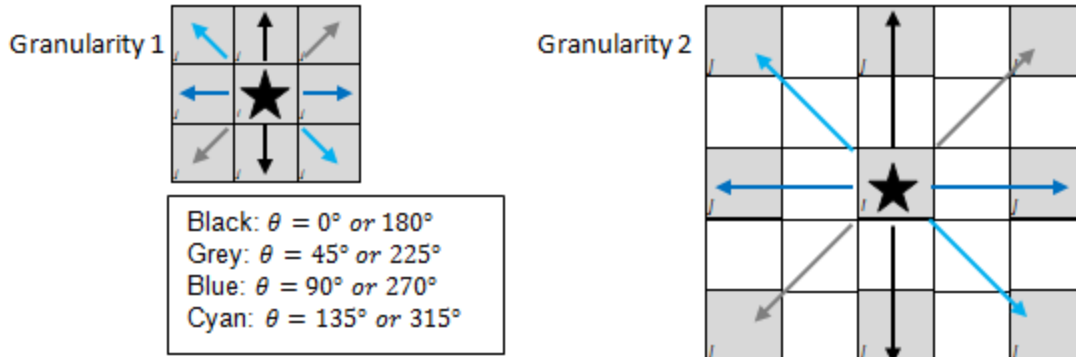 Granularity 1
Granularity 2
Black: θ = 0° or 180°
Grey: θ = 45° or 225°
Blue: θ = 90° or 270°
Cyan: θ = 135° or 315°